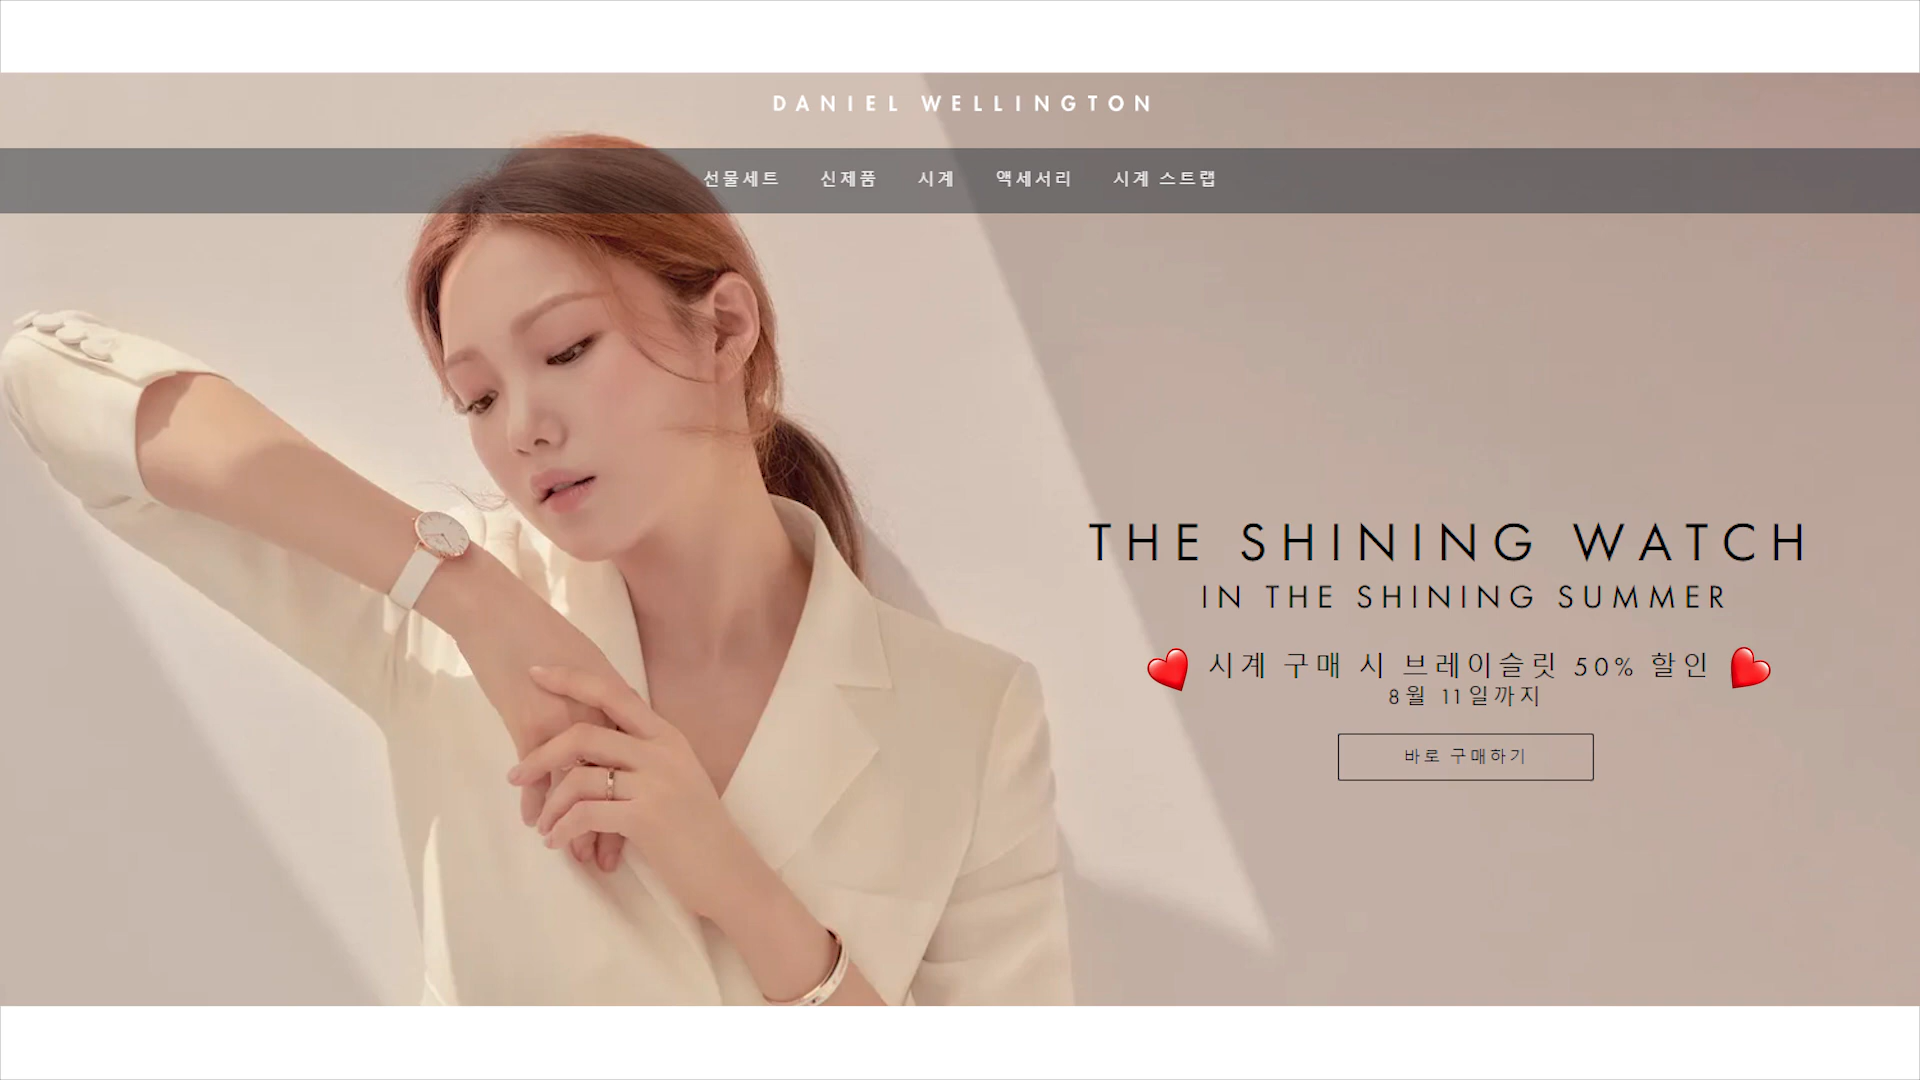 DANIEL WELLINGTON
선물세트 신제품 시계 액세서리 시계 스트랩
THE SHINING WATCH
IN THE SHINING SUMMER
시계 구매 시 브레이슬릿 50% 할인
8월 11일까지
바로 구매하기